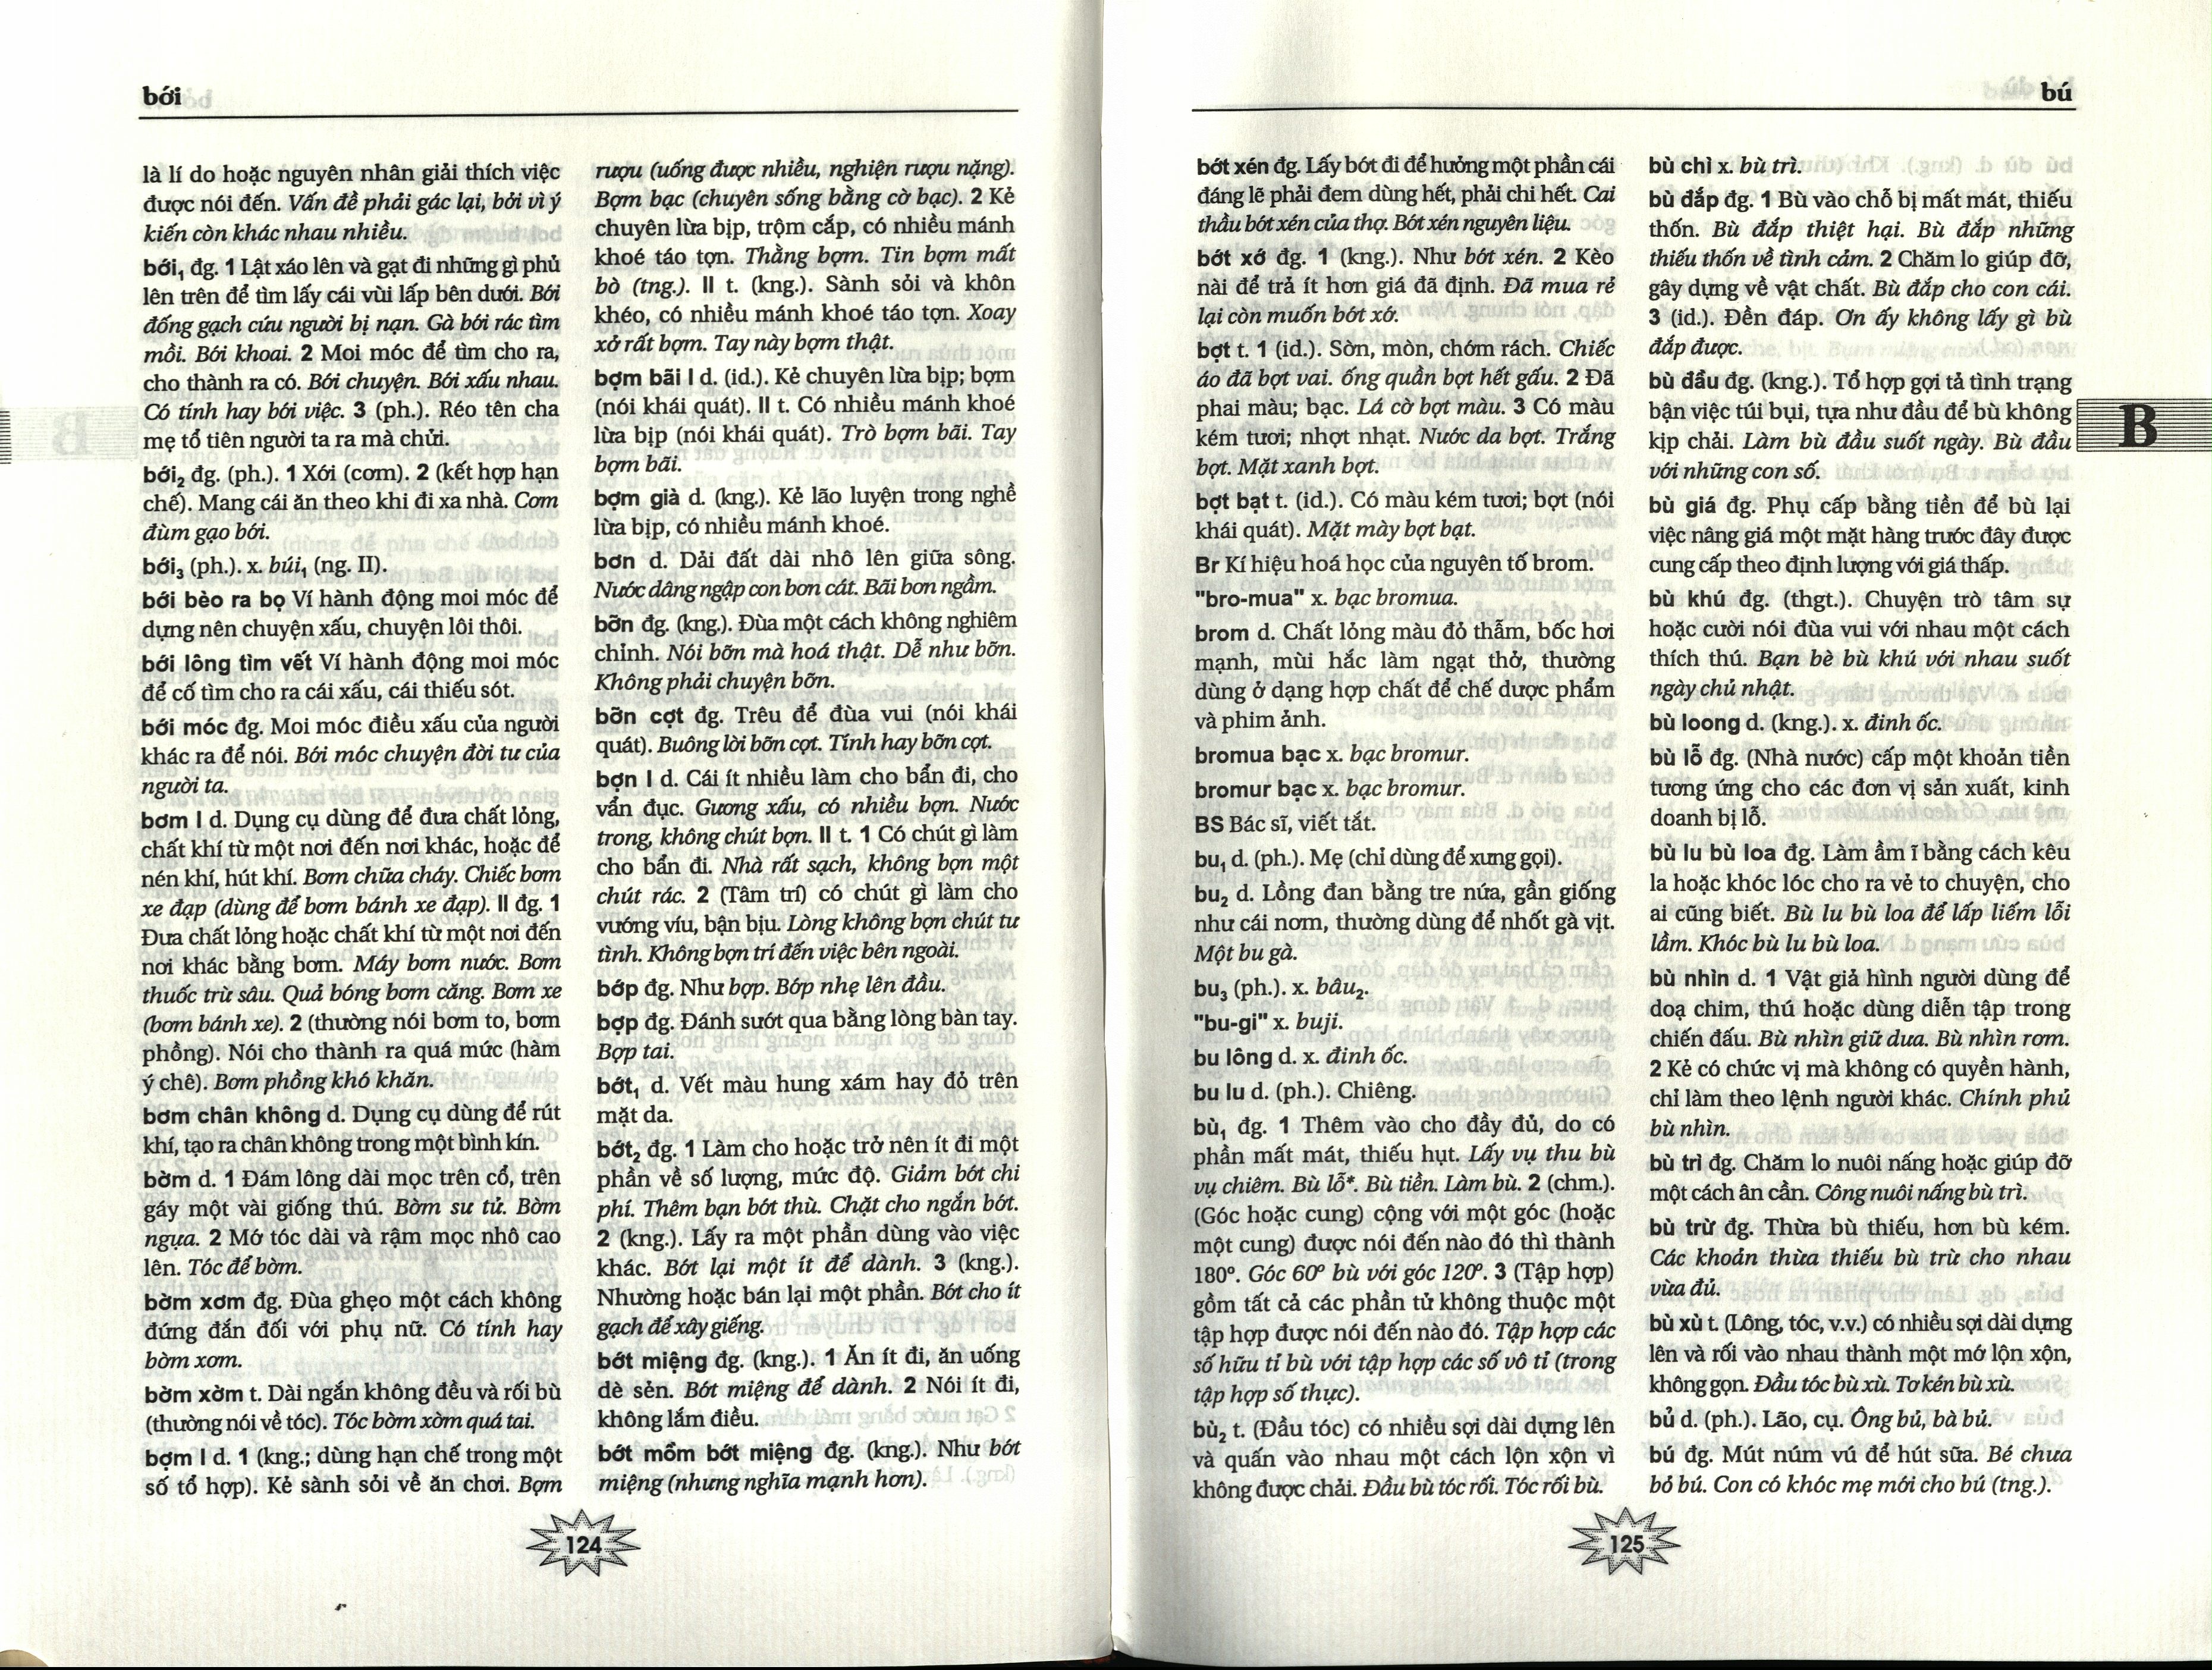 bới
là lí do hoặc nguyên nhân giải thích việc
được nói đến. Vấn đề phải gác lại, bởi vì ý
kiến còn khác nhau nhiều.
bới₁ đg. 1 Lật xáo lên và gạt đi những gì phủ
lên trên để tìm lấy cái vùi lấp bên dưới. Bới
đống gạch cứu người bị nạn. Gà bới rác tìm
mồi. Bới khoai. 2 Moi móc để tìm cho ra,
cho thành ra có. Bới chuyện. Bới xấu nhau.
Có tính hay bới việc. 3 (ph.). Réo tên cha
mẹ tổ tiên người ta ra mà chửi.
bới₂ đg. (ph.). 1 Xới (cơm). 2 (kết hợp hạn
chế). Mang cái ăn theo khi đi xa nhà. Cơm
đùm gạo bới.
bới₃ (ph.). x. búi₁ (ng. II).
bới bèo ra bọ Ví hành động moi móc để
dựng nên chuyện xấu, chuyện lôi thôi.
bới lông tìm vết Ví hành động moi móc
để cố tìm cho ra cái xấu, cái thiếu sót.
bới móc đg. Moi móc điều xấu của người
khác ra để nói. Bới móc chuyện đời tư của
người ta.
bơm I d. Dụng cụ dùng để đưa chất lỏng,
chất khí từ một nơi đến nơi khác, hoặc để
nén khí, hút khí. Bơm chữa cháy. Chiếc bơm
xe đạp (dùng để bơm bánh xe đạp). II đg. 1
Đưa chất lỏng hoặc chất khí từ một nơi đến
nơi khác bằng bơm. Máy bơm nước. Bơm
thuốc trừ sâu. Quả bóng bơm căng. Bơm xe
(bơm bánh xe). 2 (thường nói bơm to, bơm
phồng). Nói cho thành ra quá mức (hàm
ý chê). Bơm phồng khó khăn.
bơm chân không d. Dụng cụ dùng để rút
khí, tạo ra chân không trong một bình kín.
bờm d. 1 Đám lông dài mọc trên cổ, trên
gáy một vài giống thú. Bờm sư tử. Bờm
ngựa. 2 Mớ tóc dài và rậm mọc nhô cao
lên. Tóc để bờm.
bờm xơm đg. Đùa ghẹo một cách không
đứng đắn đối với phụ nữ. Có tính hay
bờm xơm.
bờm xờm t. Dài ngắn không đều và rối bù
(thường nói về tóc). Tóc bờm xờm quá tai.
bợm I d. 1 (kng.; dùng hạn chế trong một
số tổ hợp). Kẻ sành sỏi về ăn chơi. Bợm
rượu (uống được nhiều, nghiện rượu nặng).
Bợm bạc (chuyên sống bằng cờ bạc). 2 Kẻ
chuyên lừa bịp, trộm cắp, có nhiều mánh
khoé táo tợn. Thằng bợm. Tin bợm mất
bò (tng.). II t. (kng.). Sành sỏi và khôn
khéo, có nhiều mánh khoé táo tợn. Xoay
xở rất bợm. Tay này bợm thật.
bợm bãi I d. (id.). Kẻ chuyên lừa bịp; bợm
(nói khái quát). II t. Có nhiều mánh khoé
lừa bịp (nói khái quát). Trò bợm bãi. Tay
bợm bãi.
bợm già d. (kng.). Kẻ lão luyện trong nghề
lừa bịp, có nhiều mánh khoé.
bơn d. Dải đất dài nhô lên giữa sông.
Nước dâng ngập con bơn cát. Bãi bơn ngầm.
bỡn đg. (kng.). Đùa một cách không nghiêm
chỉnh. Nói bỡn mà hoá thật. Dễ như bỡn.
Không phải chuyện bỡn.
bỡn cợt đg. Trêu để đùa vui (nói khái
quát). Buông lời bỡn cợt. Tính hay bỡn cợt.
bợn I d. Cái ít nhiều làm cho bẩn đi, cho
vẩn đục. Gương xấu, có nhiều bợn. Nước
trong, không chút bợn. II t. 1 Có chút gì làm
cho bẩn đi. Nhà rất sạch, không bợn một
chút rác. 2 (Tâm trí) có chút gì làm cho
vướng víu, bận bịu. Lòng không bợn chút tư
tình. Không bợn trí đến việc bên ngoài.
bớp đg. Như bợp. Bớp nhẹ lên đầu.
bợp đg. Đánh sướt qua bằng lòng bàn tay.
Bợp tai.
bớt₁ d. Vết màu hung xám hay đỏ trên
mặt da.
bớt₂ đg. 1 Làm cho hoặc trở nên ít đi một
phần về số lượng, mức độ. Giảm bớt chi
phí. Thêm bạn bớt thù. Chặt cho ngắn bớt.
2 (kng.). Lấy ra một phần dùng vào việc
khác. Bớt lại một ít để dành. 3 (kng.).
Nhường hoặc bán lại một phần. Bớt cho ít
gạch để xây giếng.
bớt miệng đg. (kng.). 1 Ăn ít đi, ăn uống
dè sẻn. Bớt miệng để dành. 2 Nói ít đi,
không lắm điều.
bớt mồm bớt miệng đg. (kng.). Như bớt
miệng (nhưng nghĩa mạnh hơn).
124
bú
bớt xén đg. Lấy bớt đi để hưởng một phần cái
đáng lẽ phải đem dùng hết, phải chi hết. Cai
thầu bớt xén của thợ. Bớt xén nguyên liệu.
bớt xớ đg. 1 (kng.). Như bớt xén. 2 Kèo
nài để trả ít hơn giá đã định. Đã mua rẻ
lại còn muốn bớt xớ.
bợt t. 1 (id.). Sờn, mòn, chớm rách. Chiếc
áo đã bợt vai. ống quần bợt hết gấu. 2 Đã
phai màu; bạc. Lá cờ bợt màu. 3 Có màu
kém tươi; nhợt nhạt. Nước da bợt. Trắng
bợt. Mặt xanh bợt.
bợt bạt t. (id.). Có màu kém tươi; bợt (nói
khái quát). Mặt mày bợt bạt.
Br Kí hiệu hoá học của nguyên tố brom.
"bro-mua" x. bạc bromua.
brom d. Chất lỏng màu đỏ thẫm, bốc hơi
mạnh, mùi hắc làm ngạt thở, thường
dùng ở dạng hợp chất để chế dược phẩm
và phim ảnh.
bromua bạc x. bạc bromur.
bromur bạc x. bạc bromur.
BS Bác sĩ, viết tắt.
bu₁ d. (ph.). Mẹ (chỉ dùng để xưng gọi).
bu₂ d. Lồng đan bằng tre nứa, gần giống
như cái nơm, thường dùng để nhốt gà vịt.
Một bu gà.
bu₃ (ph.). x. bâu₂.
"bu-gi" x. buji.
bu lông d. x. đinh ốc.
bu lu d. (ph.). Chiêng.
bù₁ đg. 1 Thêm vào cho đầy đủ, do có
phần mất mát, thiếu hụt. Lấy vụ thu bù
vụ chiêm. Bù lỗ*. Bù tiền. Làm bù. 2 (chm.).
(Góc hoặc cung) cộng với một góc (hoặc
một cung) được nói đến nào đó thì thành
180°. Góc 60° bù với góc 120°. 3 (Tập hợp)
gồm tất cả các phần tử không thuộc một
tập hợp được nói đến nào đó. Tập hợp các
số hữu tỉ bù với tập hợp các số vô tỉ (trong
tập hợp số thực).
bù₂ t. (Đầu tóc) có nhiều sợi dài dựng lên
và quấn vào nhau một cách lộn xộn vì
không được chải. Đầu bù tóc rối. Tóc rối bù.
bù chì x. bù trì.
bù đắp đg. 1 Bù vào chỗ bị mất mát, thiếu
thốn. Bù đắp thiệt hại. Bù đắp những
thiếu thốn về tình cảm. 2 Chăm lo giúp đỡ,
gây dựng về vật chất. Bù đắp cho con cái.
3 (id.). Đền đáp. Ơn ấy không lấy gì bù
đắp được.
bù đầu đg. (kng.). Tổ hợp gợi tả tình trạng
bận việc túi bụi, tựa như đầu để bù không
kịp chải. Làm bù đầu suốt ngày. Bù đầu
với những con số.
bù giá đg. Phụ cấp bằng tiền để bù lại
việc nâng giá một mặt hàng trước đây được
cung cấp theo định lượng với giá thấp.
bù khú đg. (thgt.). Chuyện trò tâm sự
hoặc cười nói đùa vui với nhau một cách
thích thú. Bạn bè bù khú với nhau suốt
ngày chủ nhật.
bù loong d. (kng.). x. đinh ốc.
bù lỗ đg. (Nhà nước) cấp một khoản tiền
tương ứng cho các đơn vị sản xuất, kinh
doanh bị lỗ.
bù lu bù loa đg. Làm ầm ĩ bằng cách kêu
la hoặc khóc lóc cho ra vẻ to chuyện, cho
ai cũng biết. Bù lu bù loa để lấp liếm lỗi
lầm. Khóc bù lu bù loa.
bù nhìn d. 1 Vật giả hình người dùng để
doạ chim, thú hoặc dùng diễn tập trong
chiến đấu. Bù nhìn giữ dưa. Bù nhìn rơm.
2 Kẻ có chức vị mà không có quyền hành,
chỉ làm theo lệnh người khác. Chính phủ
bù nhìn.
bù trì đg. Chăm lo nuôi nấng hoặc giúp đỡ
một cách ân cần. Công nuôi nấng bù trì.
bù trừ đg. Thừa bù thiếu, hơn bù kém.
Các khoản thừa thiếu bù trừ cho nhau
vừa đủ.
bù xù t. (Lông, tóc, v.v.) có nhiều sợi dài dựng
lên và rối vào nhau thành một mớ lộn xộn,
không gọn. Đầu tóc bù xù. Tơ kén bù xù.
bủ d. (ph.). Lão, cụ. Ông bủ, bà bủ.
bú đg. Mút núm vú để hút sữa. Bé chưa
bỏ bú. Con có khóc mẹ mới cho bú (tng.).
B
125